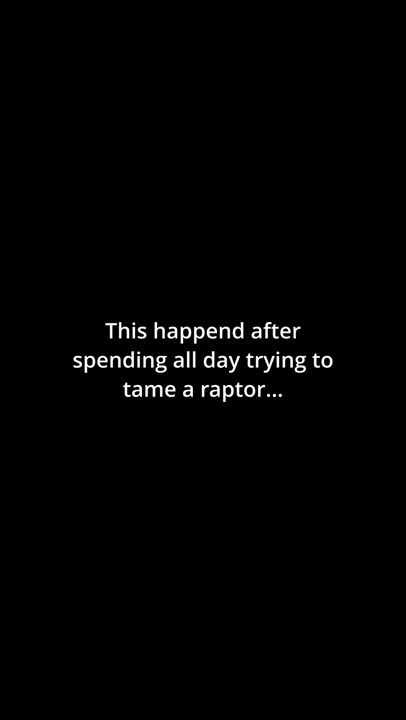 This happend after
spending all day trying to
tame a raptor...